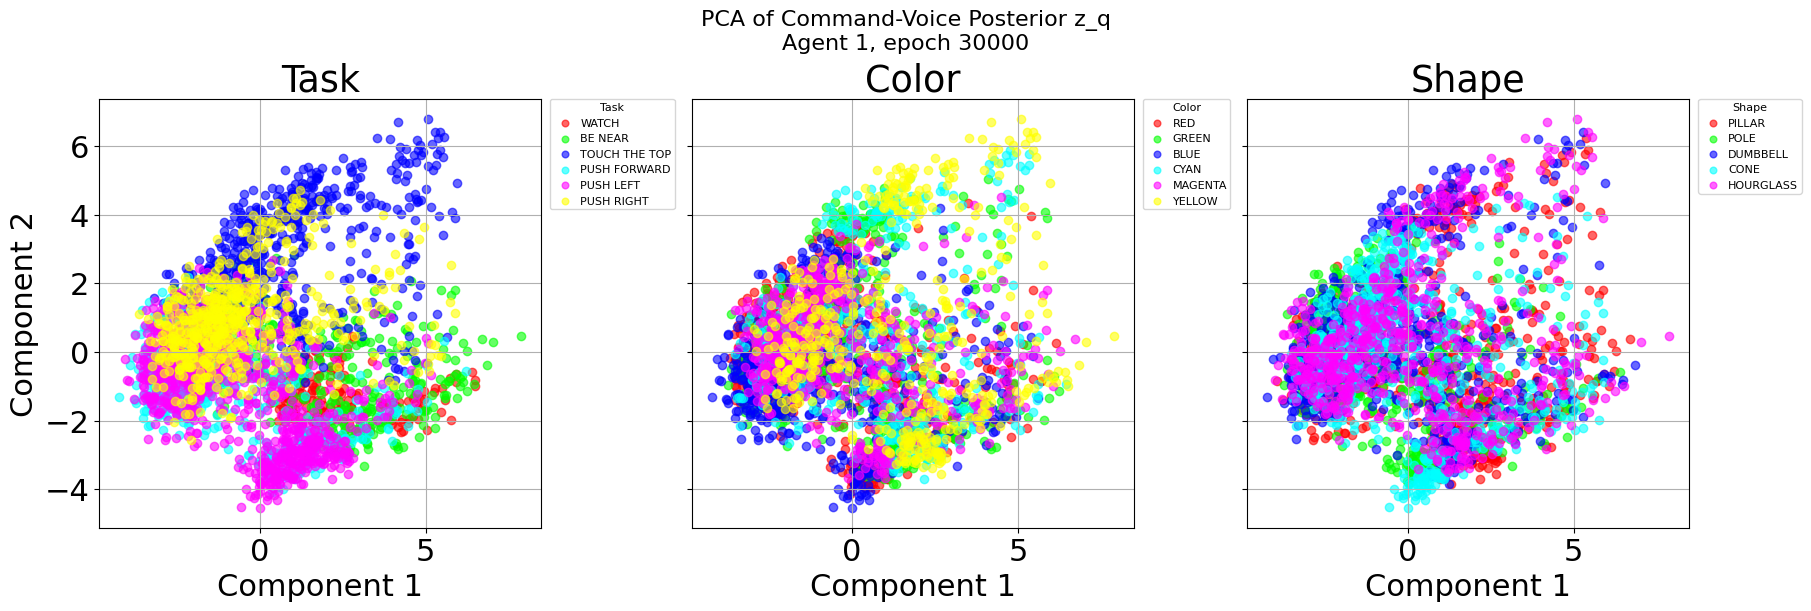 PCA of Command-Voice Posterior z_q
Agent 1, epoch 30000
Task
Color
Shape
Task
WATCH
BE NEAR
TOUCH THE TOP
PUSH FORWARD
PUSH LEFT
PUSH RIGHT
Color
RED
GREEN
BLUE
CYAN
MAGENTA
YELLOW
Shape
PILLAR
POLE
DUMBBELL
CONE
HOURGLASS
Component 2
6
4
2
0
−2
−4
0 5
0 5
0 5
Component 1
Component 1
Component 1